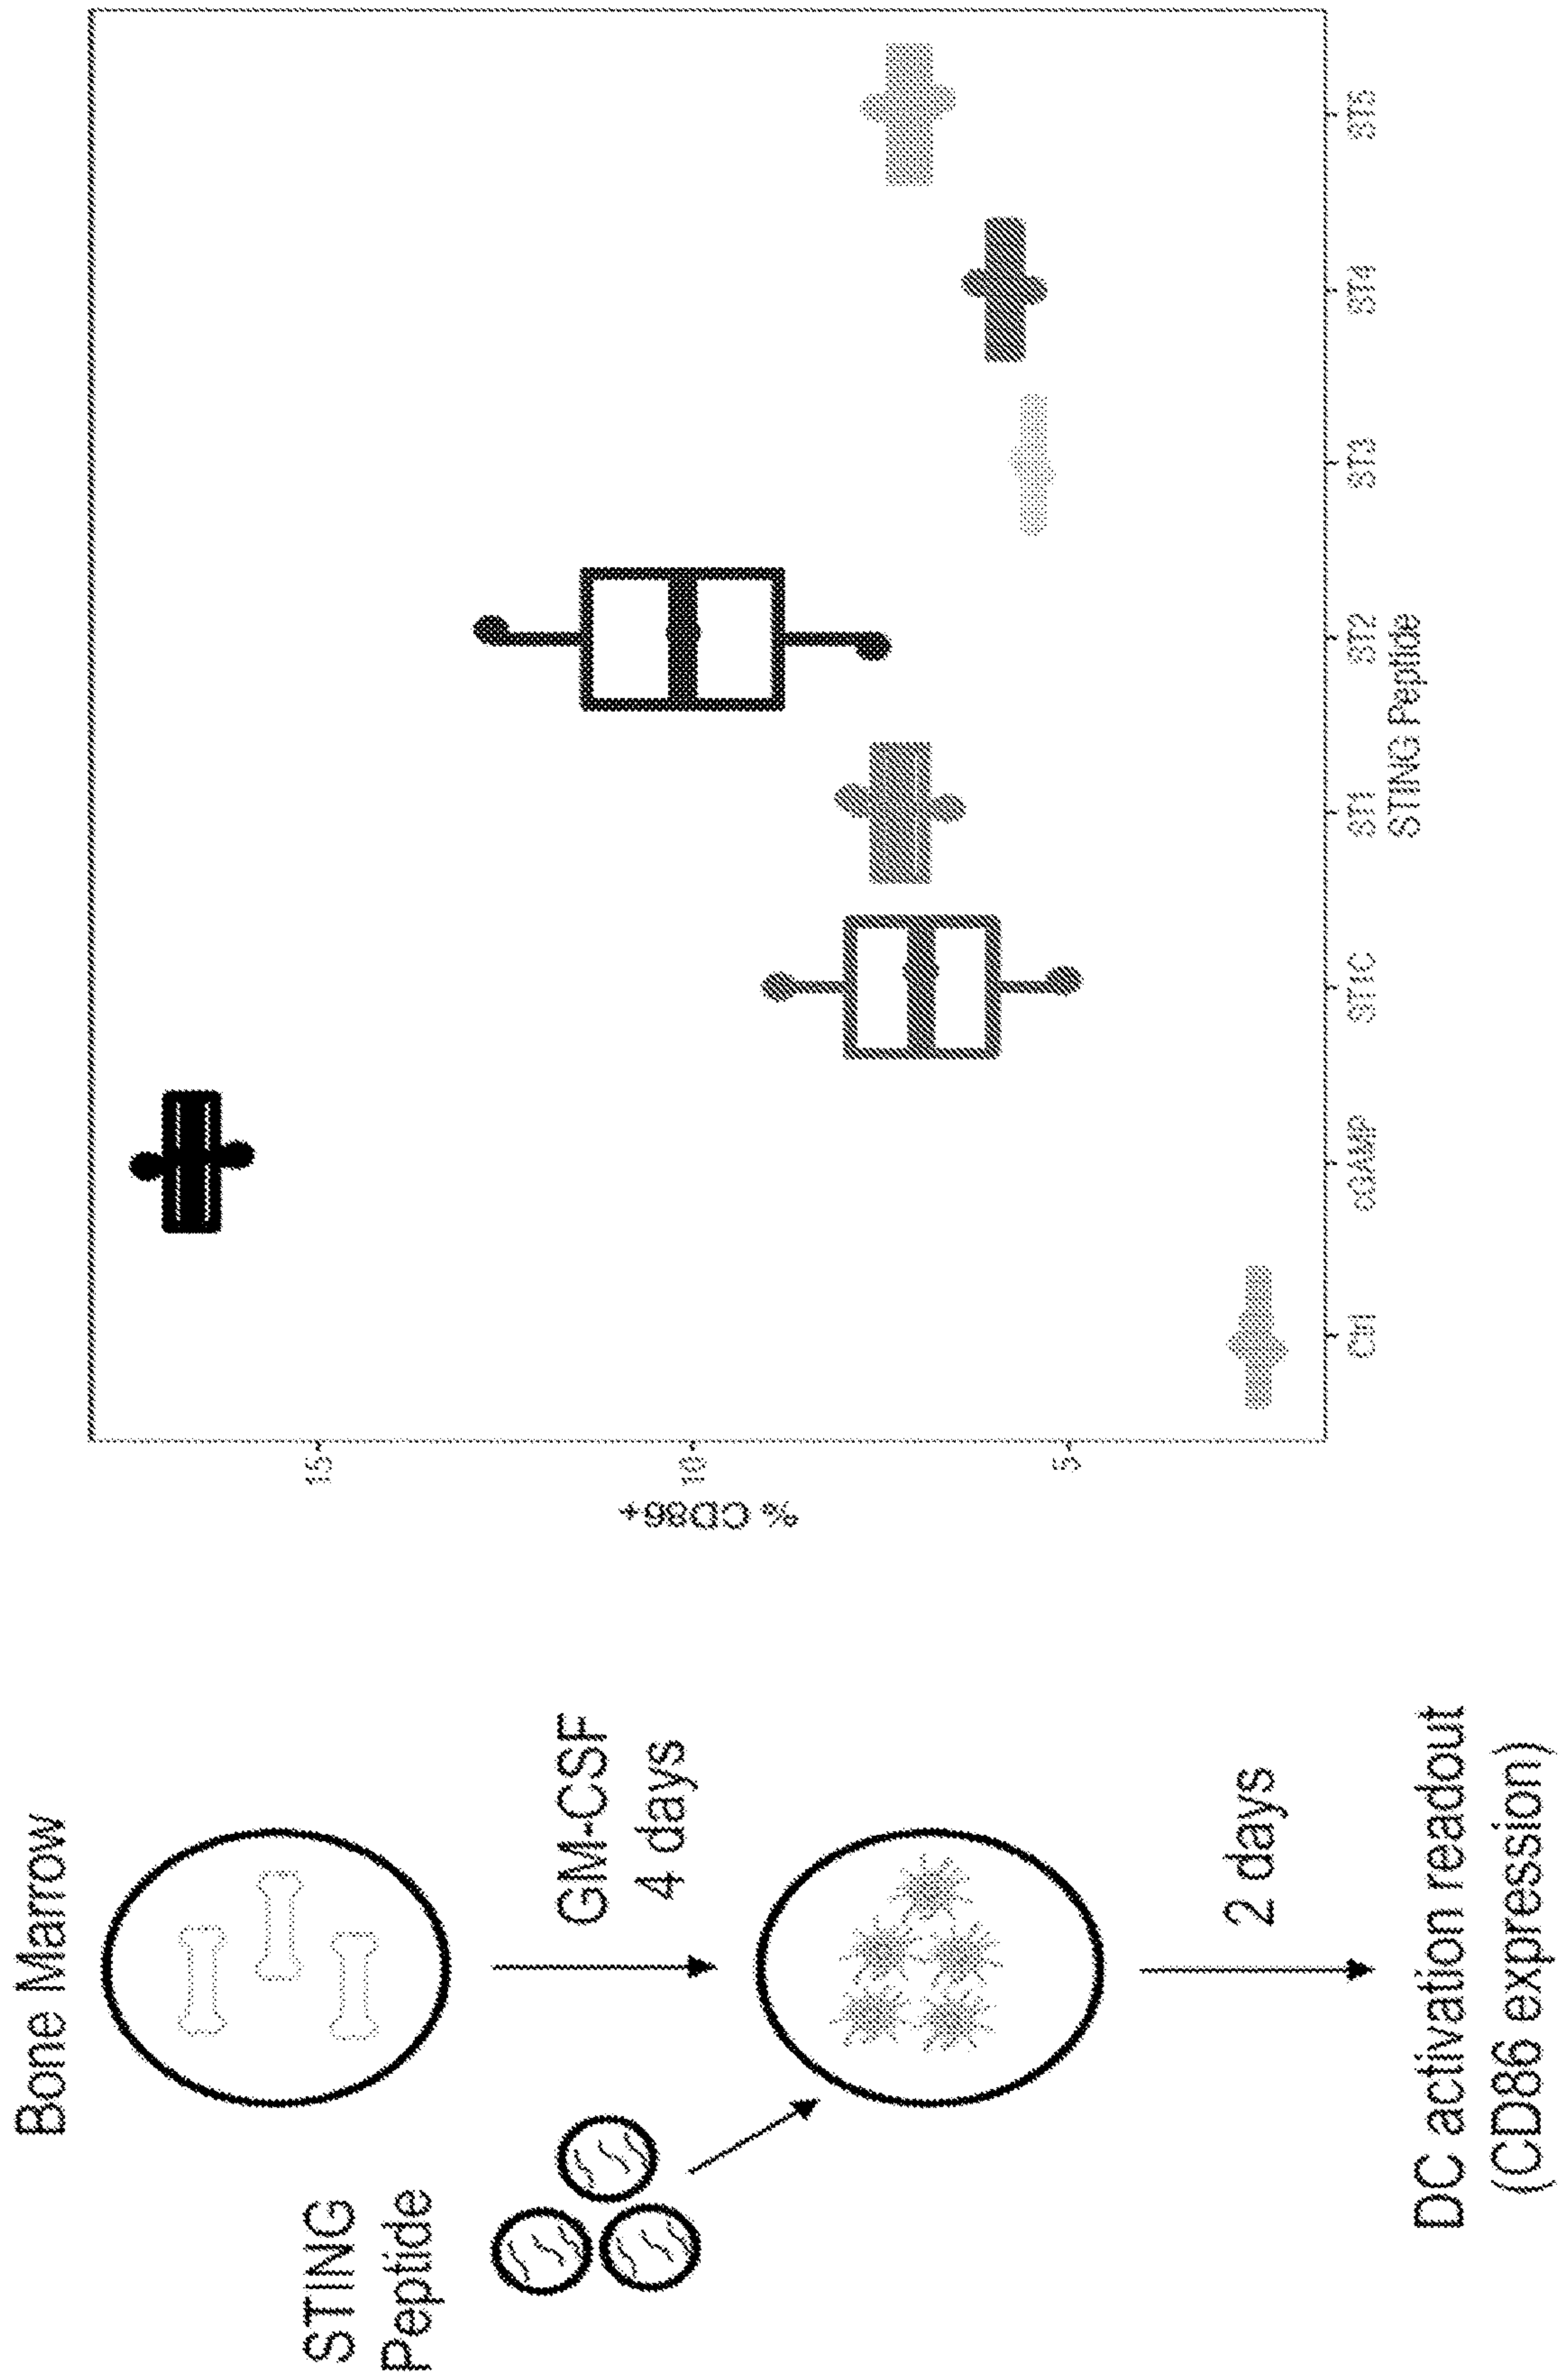 Bone Marrow
STING
Peptide
GM-CSF
4 days
2 days
DC activation readout
(CD86 expression)
% CD86+
15
10
5
Ctrl
cGAMP
ST1C
ST1
ST2
ST3
ST4
ST5
STING Peptide